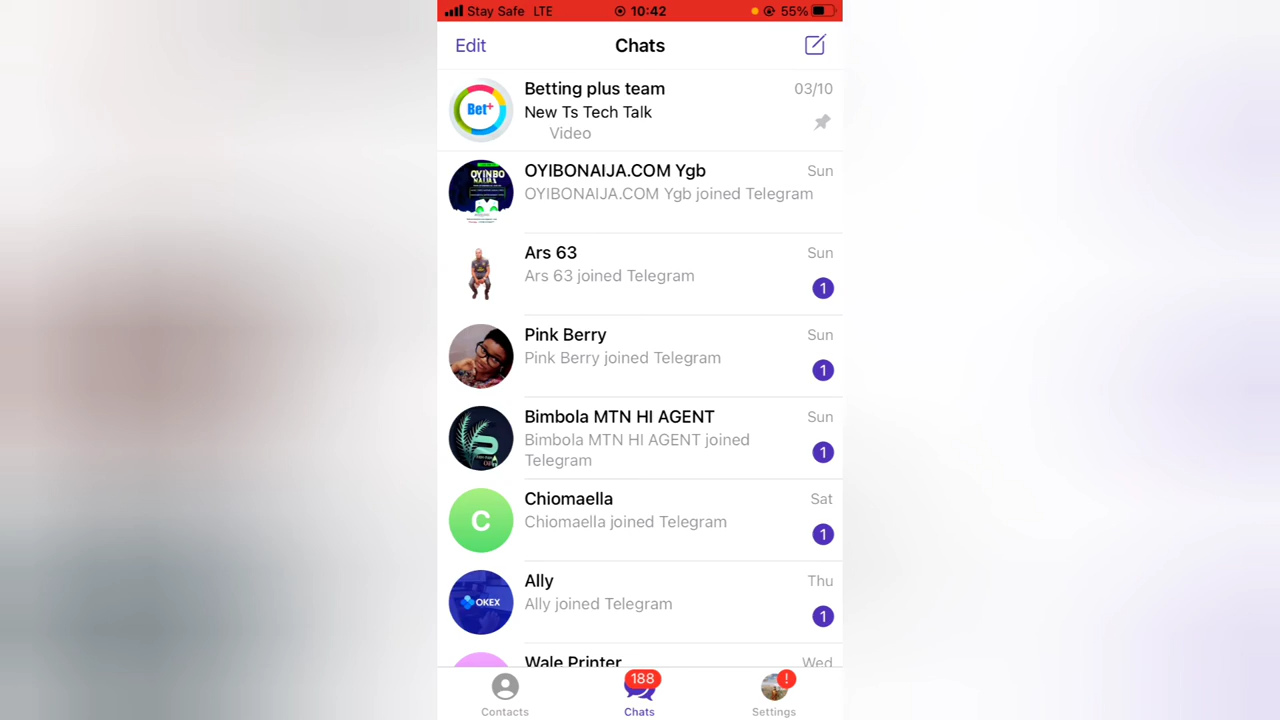 Stay Safe LTE 10:42 55%
Edit Chats
Betting plus team 03/10
Bet+
New Ts Tech Talk
Video
OYIBONAIJA.COM Ygb Sun
OYINBO
NAIJA
OYIBONAIJA.COM Ygb joined Telegram
Ars 63 Sun
Ars 63 joined Telegram
1
Pink Berry Sun
Pink Berry joined Telegram
1
Bimbola MTN HI AGENT Sun
Bimbola MTN HI AGENT joined
Telegram
1
Chiomaella Sat
C
Chiomaella joined Telegram
1
Ally Thu
OKEX
Ally joined Telegram
1
Wale Printer Wed
188 !
Contacts Chats Settings